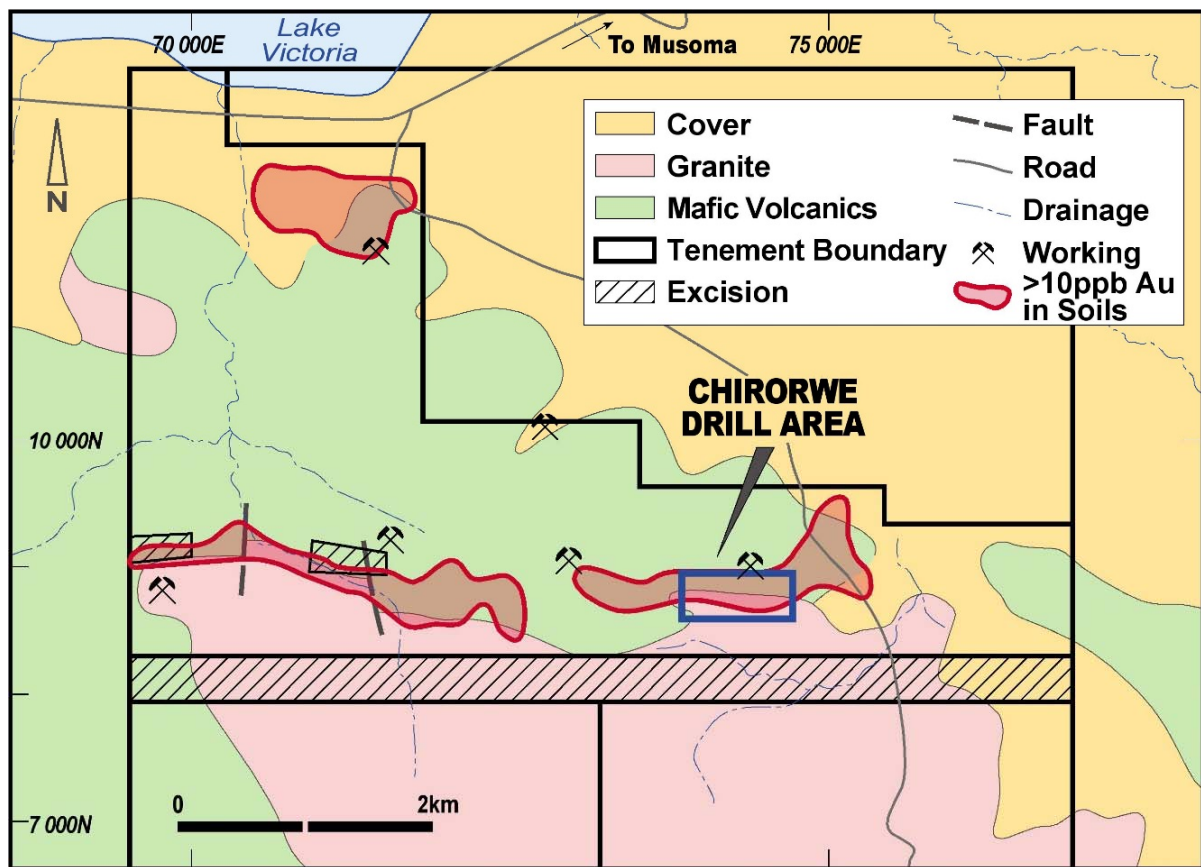 70 000E
Lake
Victoria
To Musoma
75 000E
Cover
Granite
Mafic Volcanics
Tenement Boundary
Excision
Fault
Road
Drainage
Working
>10ppb Au
in Soils
N
CHIRORWE
DRILL AREA
10 000N
0
2km
7 000N